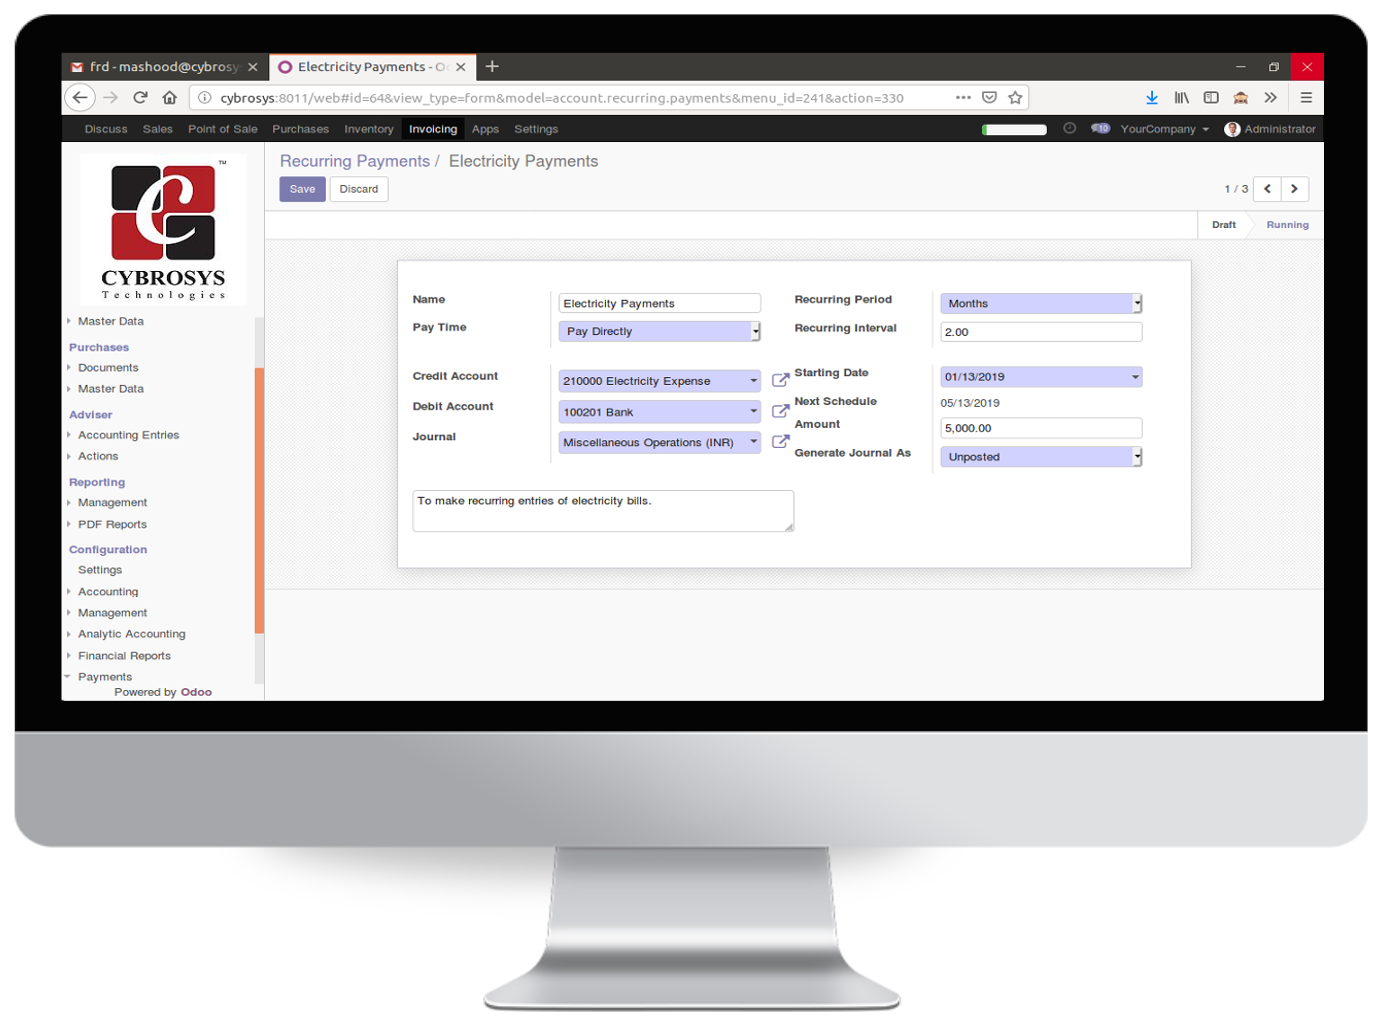 frd - mashood@cybrosy
Electricity Payments - O
cybrosys:8011/web#id=64&view_type=form&model=account.recurring.payments&menu_id=241&action=330
Discuss Sales Point of Sale Purchases Inventory Invoicing Apps Settings
10 YourCompany Administrator
TM
CYBROSYS
Technologies
Master Data
Purchases
Documents
Master Data
Adviser
Accounting Entries
Actions
Reporting
Management
PDF Reports
Configuration
Settings
Accounting
Management
Analytic Accounting
Financial Reports
Payments
Powered by Odoo
Recurring Payments / Electricity Payments
Save Discard
1 / 3
Draft Running
Name Electricity Payments
Pay Time Pay Directly
Recurring Period Months
Recurring Interval 2.00
Credit Account 210000 Electricity Expense
Debit Account 100201 Bank
Journal Miscellaneous Operations (INR)
Starting Date 01/13/2019
Next Schedule 05/13/2019
Amount 5,000.00
Generate Journal As Unposted
To make recurring entries of electricity bills.